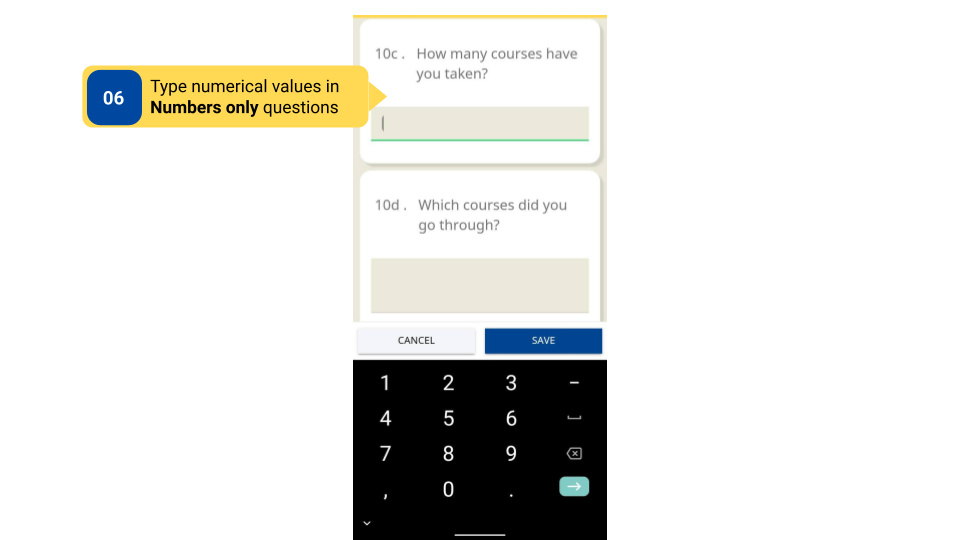 10c . How many courses have
you taken?
06
Type numerical values in
Numbers only questions
10d . Which courses did you
go through?
CANCEL
SAVE
1 2 3 -
4 5 6
7 8 9
, 0 .